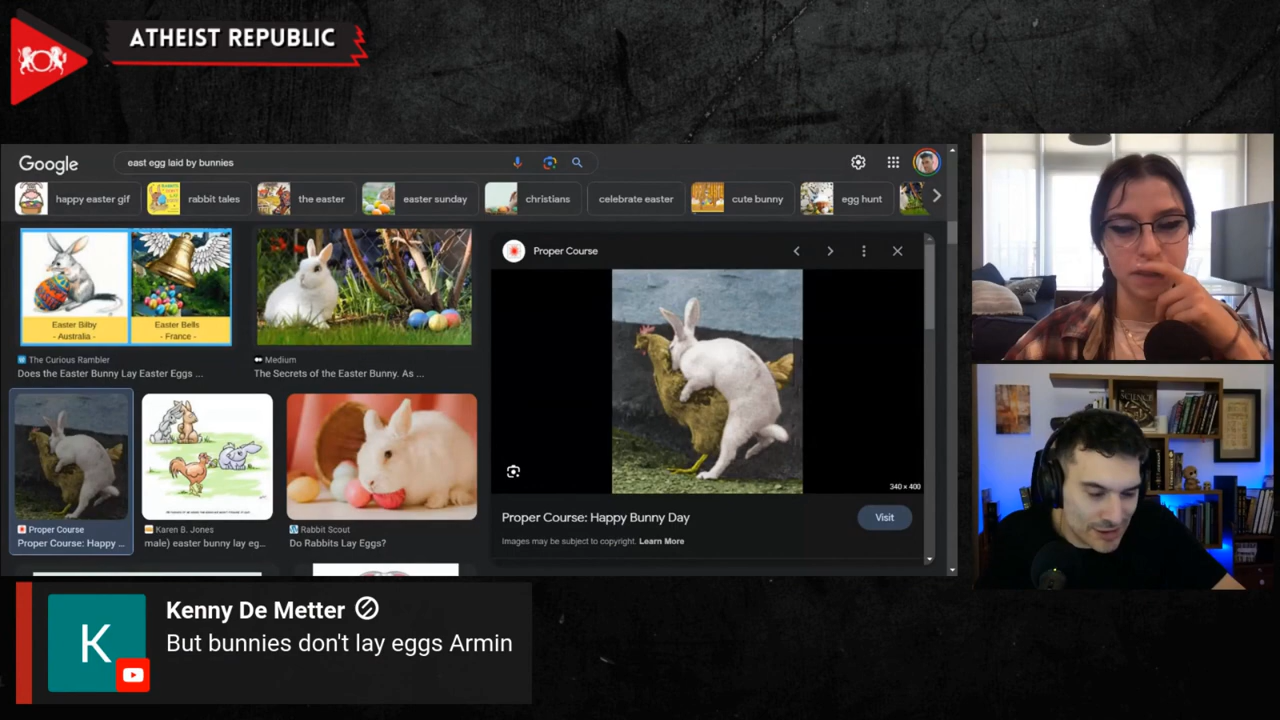 ATHEIST REPUBLIC
Google
east egg laid by bunnies
happy easter gif
rabbit tales
the easter
easter sunday
christians
celebrate easter
cute bunny
egg hunt
Easter Bilby
- Australia -
Easter Bells
- France -
The Curious Rambler
Does the Easter Bunny Lay Easter Eggs ...
Medium
The Secrets of the Easter Bunny. As ...
Proper Course
Proper Course: Happy ...
Karen B. Jones
male) easter bunny lay eg...
Rabbit Scout
Do Rabbits Lay Eggs?
Proper Course
340 × 400
Proper Course: Happy Bunny Day
Visit
Images may be subject to copyright. Learn More
SCIENCE
K
Kenny De Metter
But bunnies don't lay eggs Armin